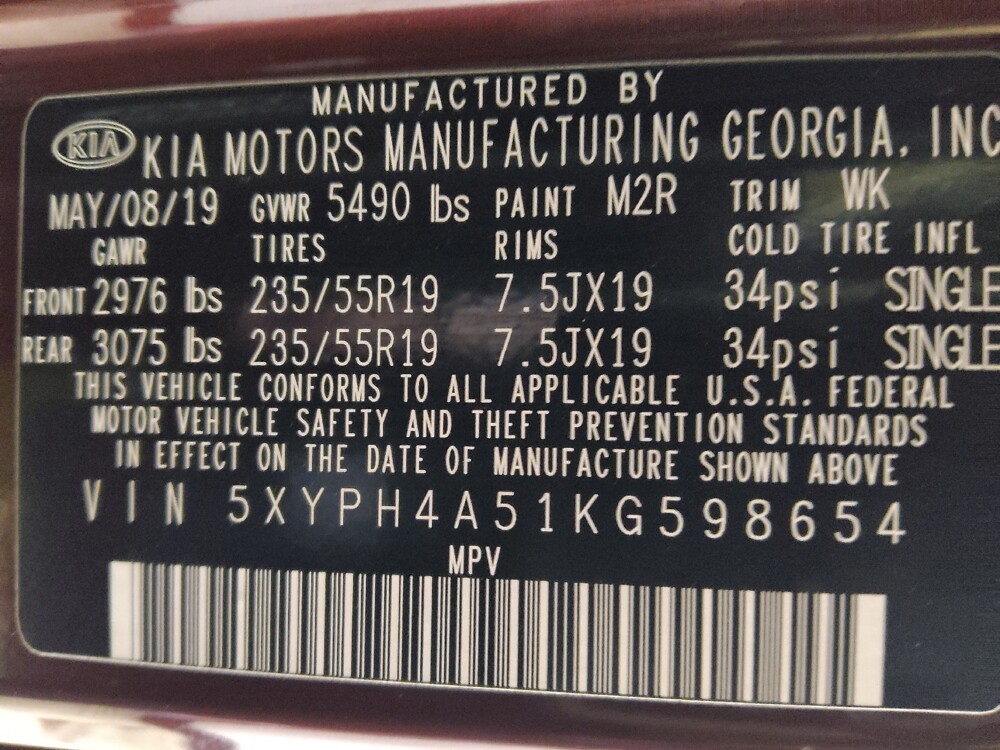 MANUFACTURED BY
KIA KIA MOTORS MANUFACTURING GEORGIA, INC
MAY/08/19 GVWR 5490 lbs PAINT M2R TRIM WK
GAWR TIRES RIMS COLD TIRE INFL
FRONT 2976 lbs 235/55R19 7.5JX19 34psi SINGLE
REAR 3075 lbs 235/55R19 7.5JX19 34psi SINGLE
THIS VEHICLE CONFORMS TO ALL APPLICABLE U.S.A. FEDERAL
MOTOR VEHICLE SAFETY AND THEFT PREVENTION STANDARDS
IN EFFECT ON THE DATE OF MANUFACTURE SHOWN ABOVE
VIN 5XYPH4A51KG598654
MPV